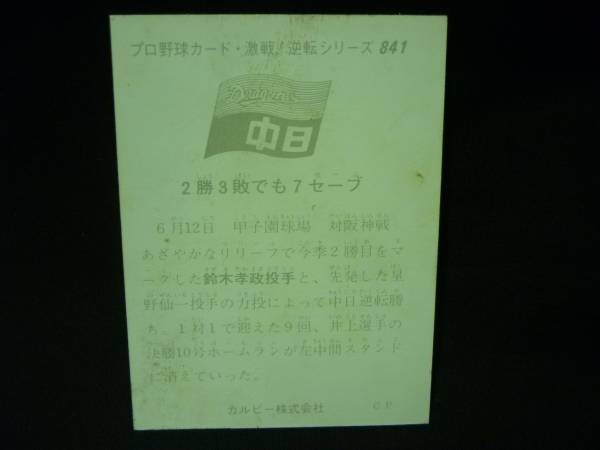 プロ野球カード・激戦!逆転シリーズ 841
Dragons
中日
2勝3敗でも7セーブ
6月12日 甲子園球場 対阪神戦
あざやかなリリーフで今季2勝目をマ
ークした鈴木孝政投手と、先発した星
野仙一投手の力投によって中日逆転勝
ち。1対1で迎えた9回、井上選手の
決勝10号ホームランが左中間スタンド
に消えていった。
カルビー株式会社 C P